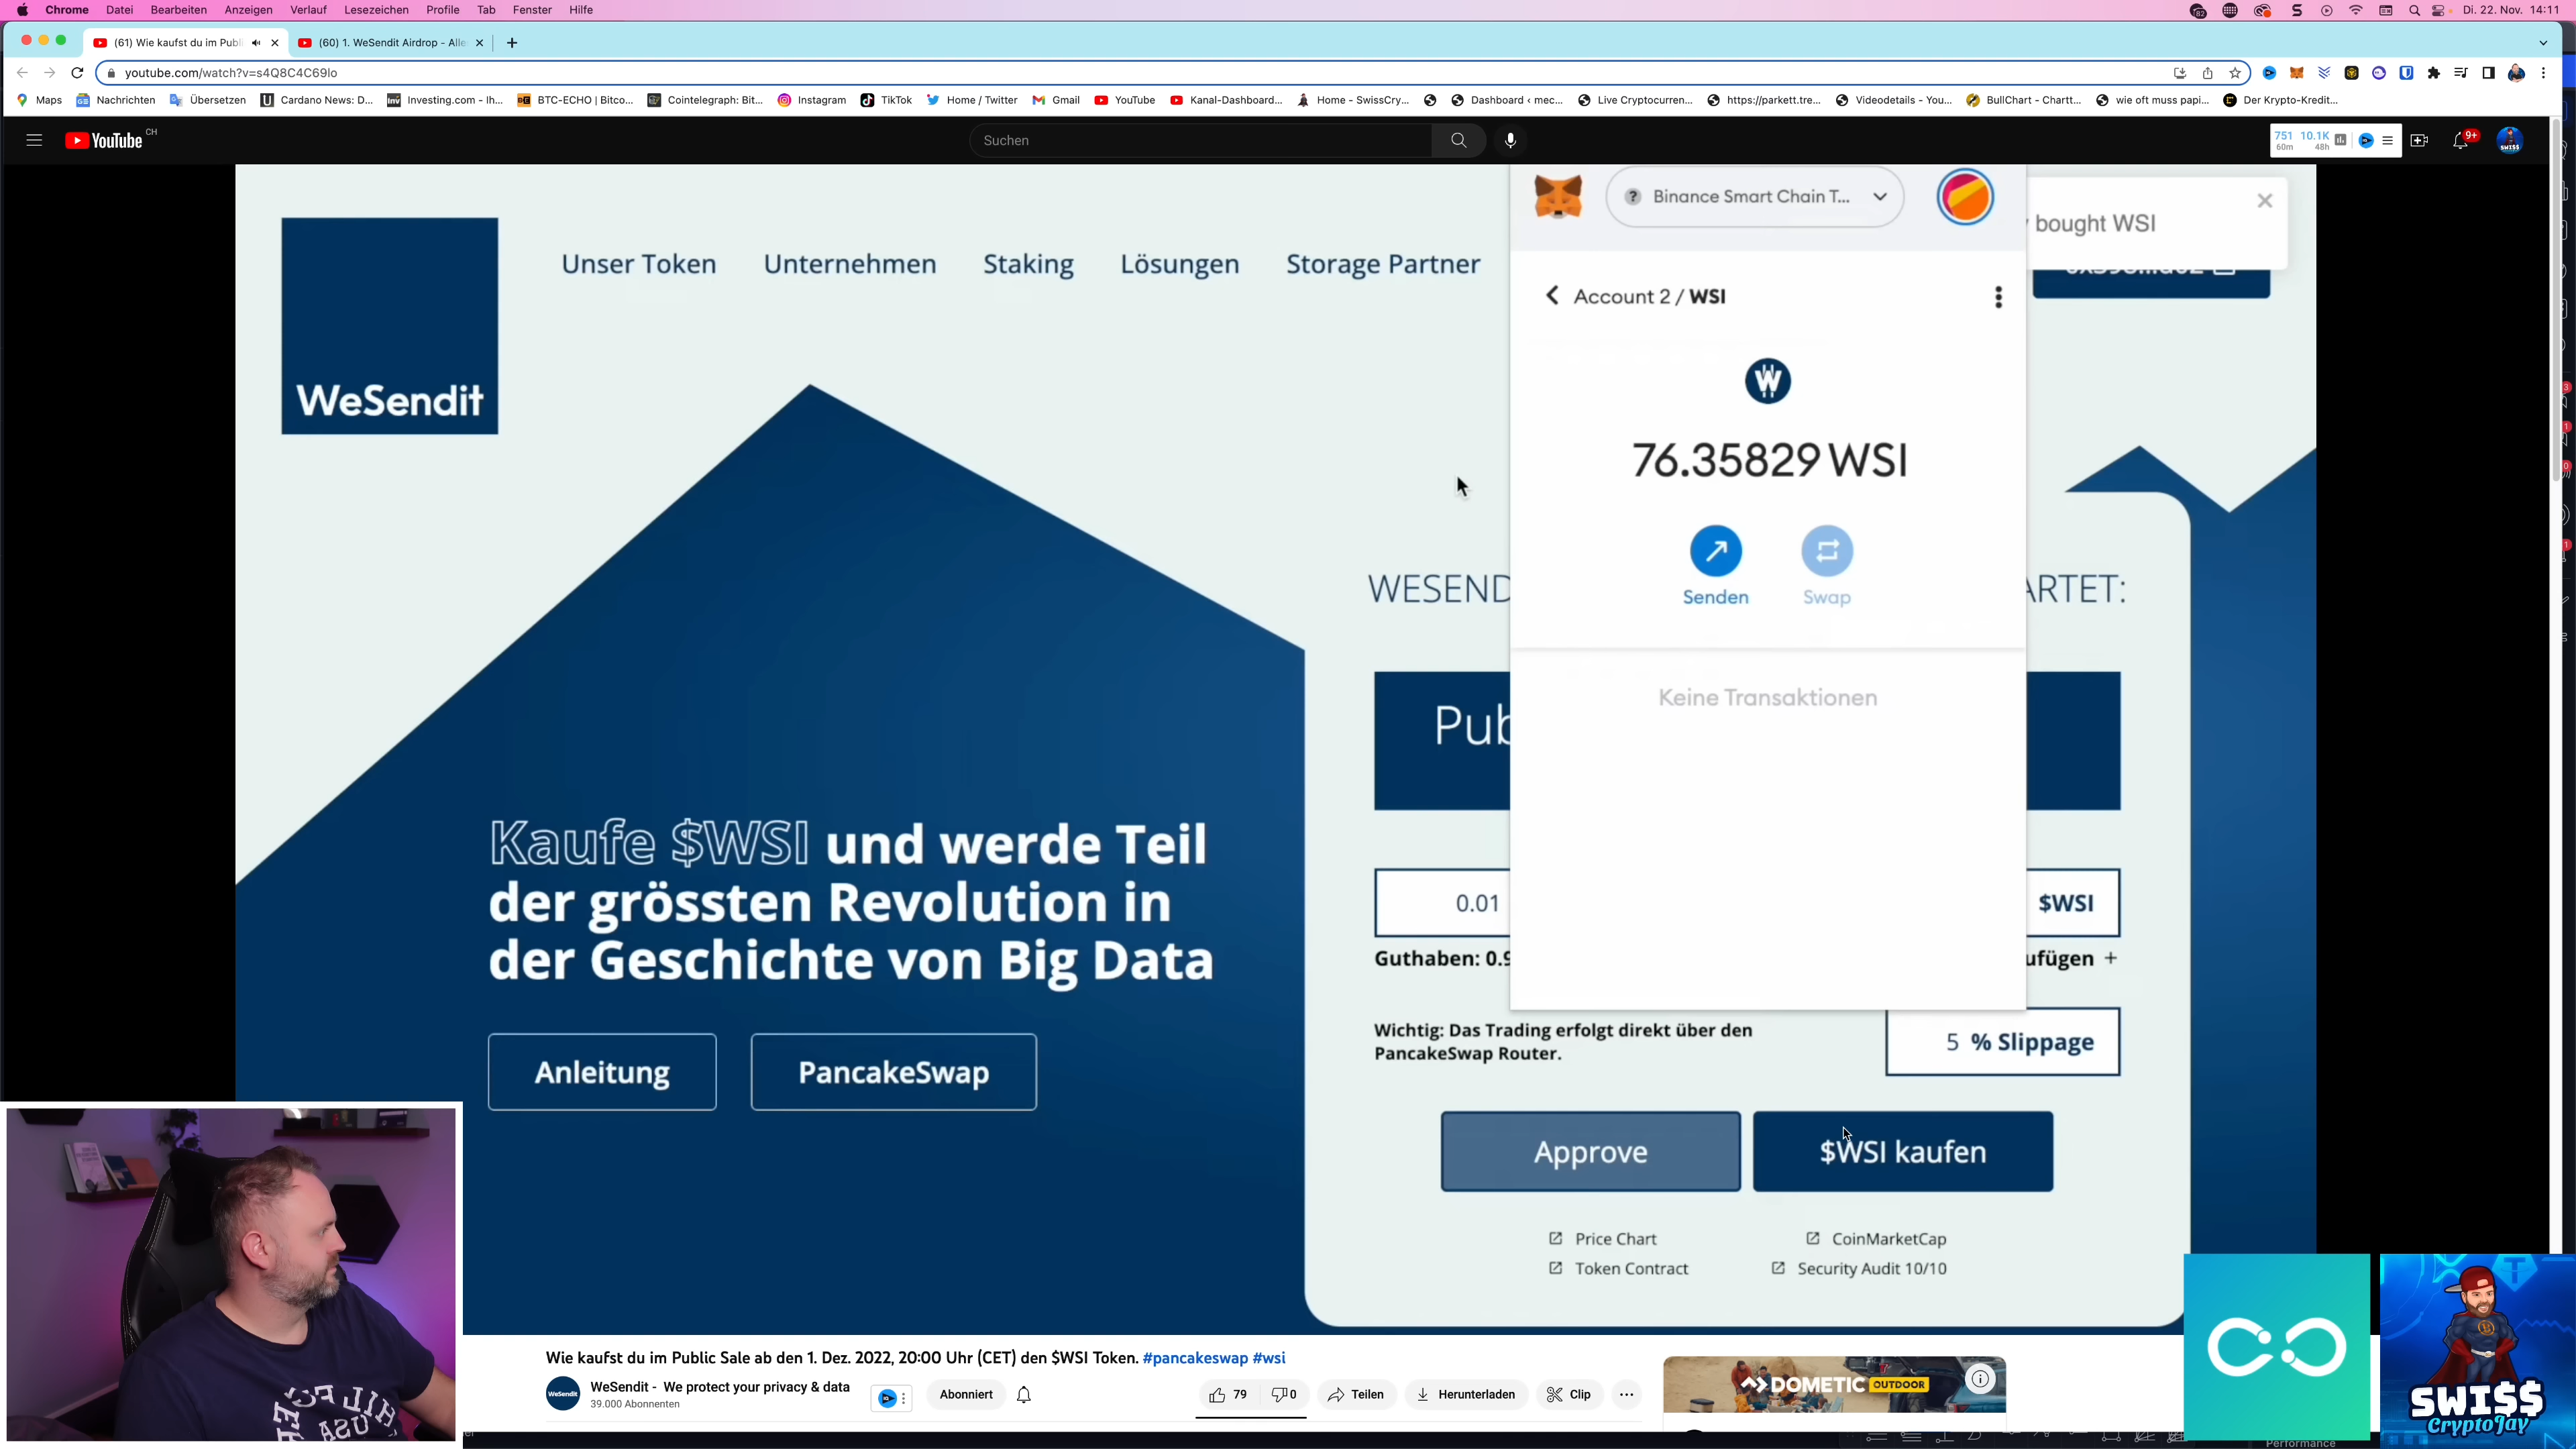 Chrome Datei Bearbeiten Anzeigen Verlauf Lesezeichen Profile Tab Fenster Hilfe
Di. 22. Nov. 14:11
(61) Wie kaufst du im Publ
(60) 1. WeSendit Airdrop - Alle
youtube.com/watch?v=s4Q8C4C69lo
Maps Nachrichten Übersetzen Cardano News: D... Investing.com - Ih... BTC-ECHO | Bitco... Cointelegraph: Bit... Instagram TikTok Home / Twitter Gmail YouTube Kanal-Dashboard... Home - SwissCry... Dashboard ‹ mec... Live Cryptocurren... https://parkett.tre... Videodetails - You... BullChart - Chartt... wie oft muss papi... Der Krypto-Kredit...
YouTube CH
Suchen
751 10.1K
60m 48h
9+
WeSendit
Unser Token Unternehmen Staking Lösungen Storage Partner
Binance Smart Chain T...
bought WSI
Account 2 / WSI
76.35829 WSI
Senden Swap
Keine Transaktionen
WESEND
ARTET:
Pub
Kaufe $WSI und werde Teil
der grössten Revolution in
der Geschichte von Big Data
Anleitung
PancakeSwap
0.01
$WSI
Guthaben: 0.9
ufügen +
Wichtig: Das Trading erfolgt direkt über den
PancakeSwap Router.
5 % Slippage
Approve
$WSI kaufen
Price Chart
CoinMarketCap
Token Contract
Security Audit 10/10
Wie kaufst du im Public Sale ab den 1. Dez. 2022, 20:00 Uhr (CET) den $WSI Token. #pancakeswap #wsi
WeSendit
WeSendit - We protect your privacy & data
39.000 Abonnenten
Abonniert
79
0
Teilen
Herunterladen
Clip
DOMETIC OUTDOOR
SWI$$
CryptoJay
Performance